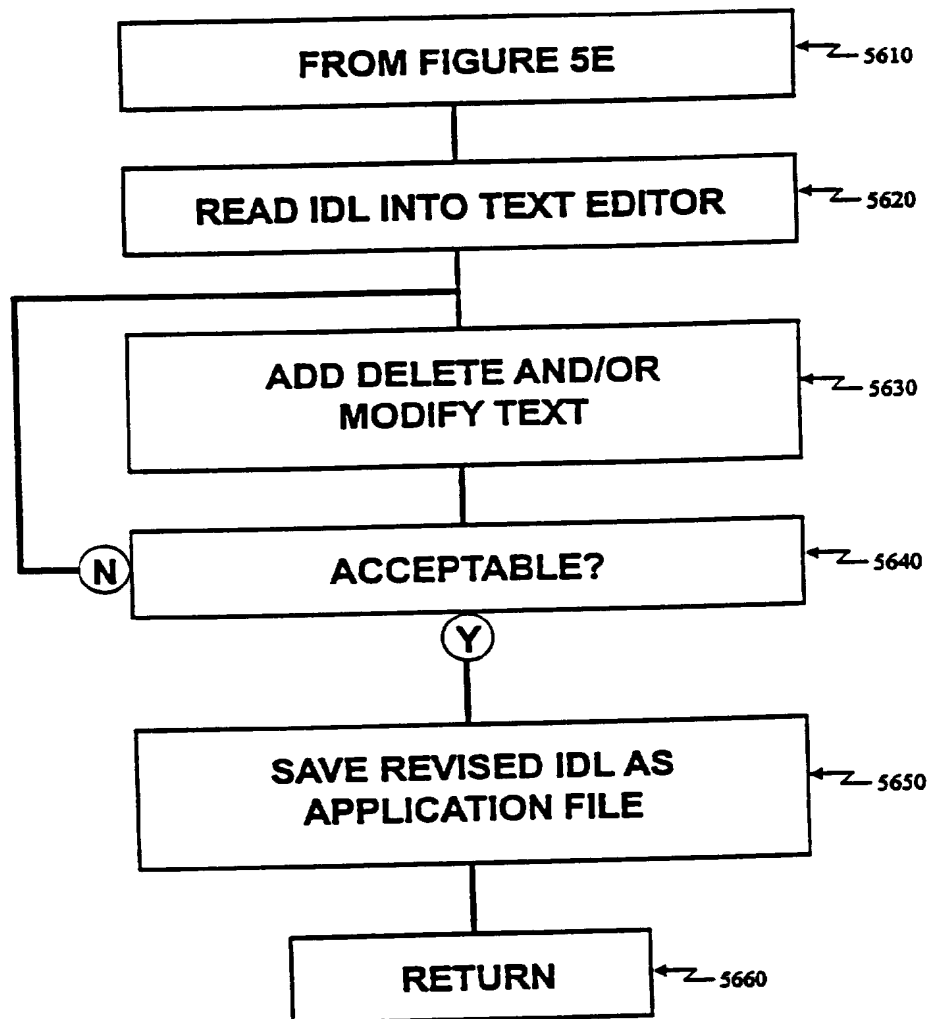 FROM FIGURE 5E
5610
READ IDL INTO TEXT EDITOR
5620
ADD DELETE AND/OR
MODIFY TEXT
5630
N
ACCEPTABLE?
5640
Y
SAVE REVISED IDL AS
APPLICATION FILE
5650
RETURN
5660